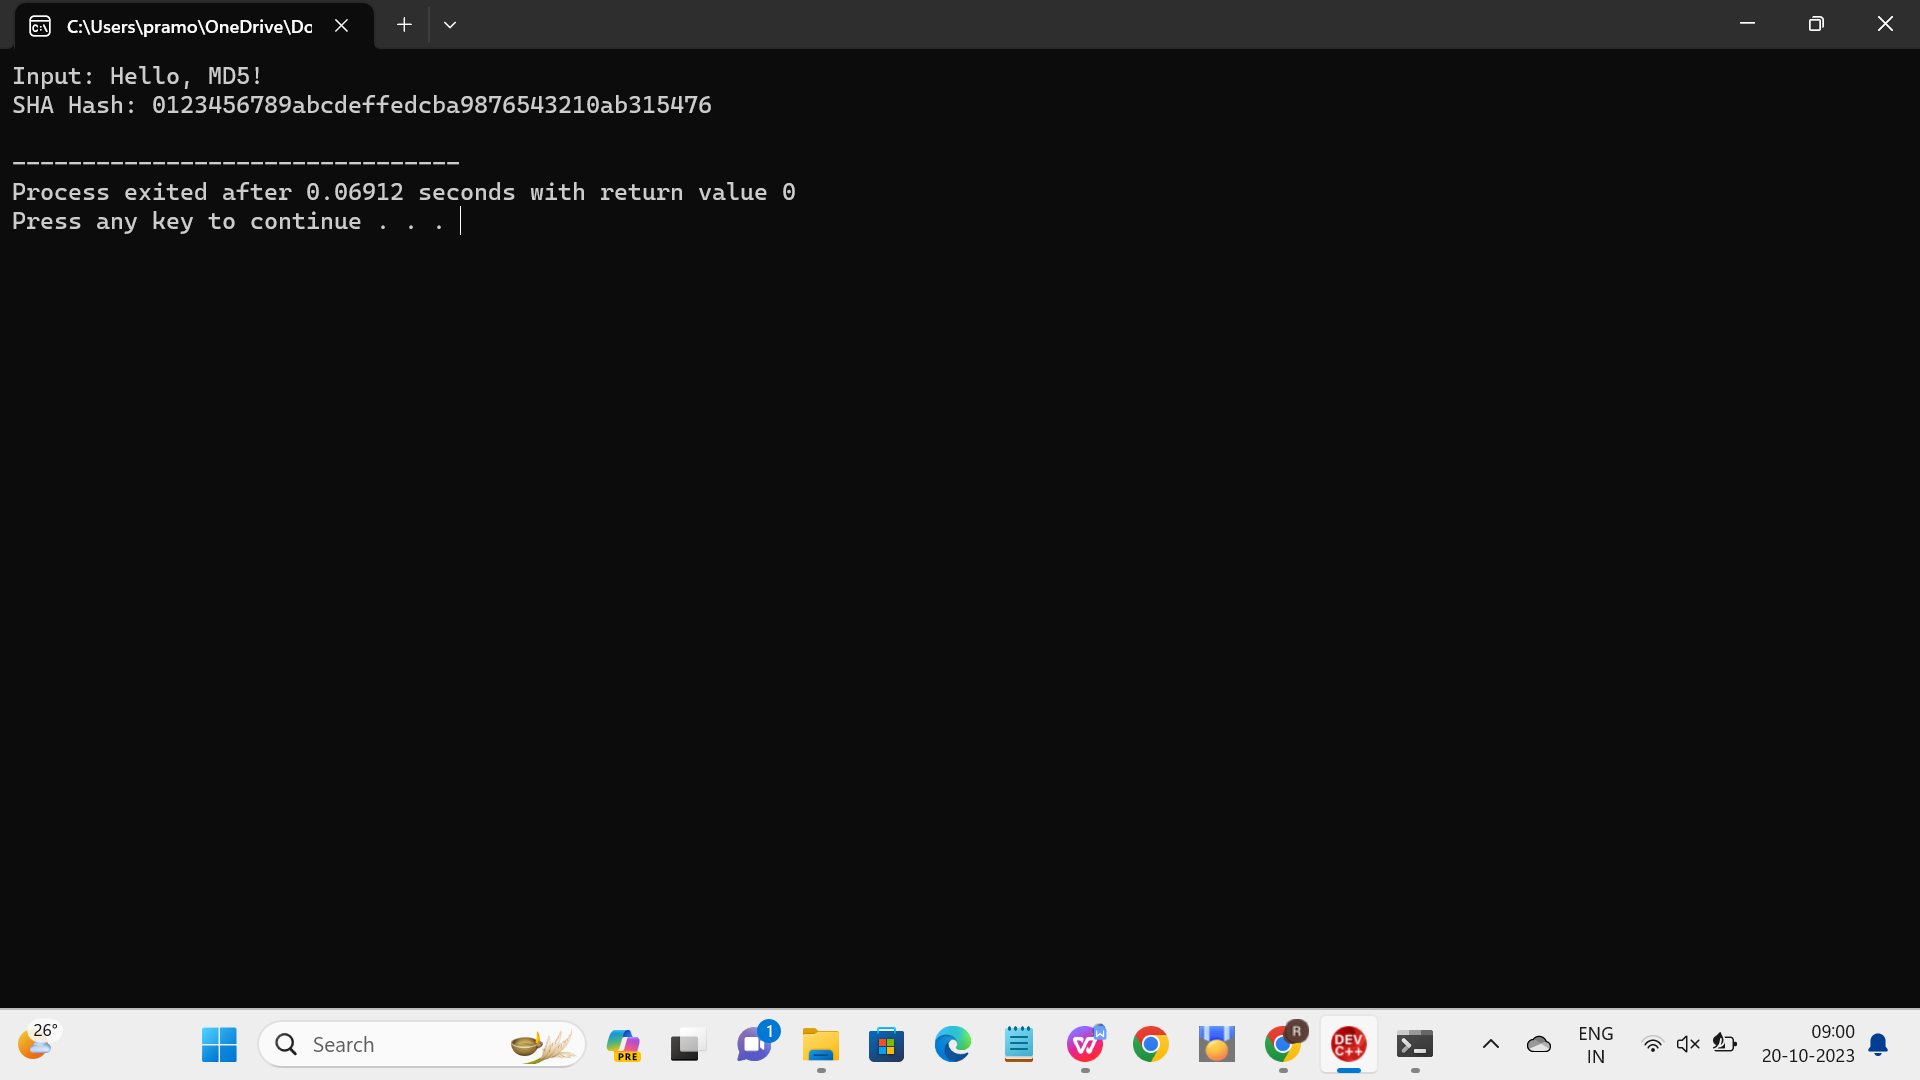 C:\Users\pramo\OneDrive\Dc
Input: Hello, MD5!
SHA Hash: 0123456789abcdeffedcba9876543210ab315476
--------------------------------
Process exited after 0.06912 seconds with return value 0
Press any key to continue . . .
26°
Search
PRE
1
R
DEV
C++
ENG
IN
09:00
20-10-2023